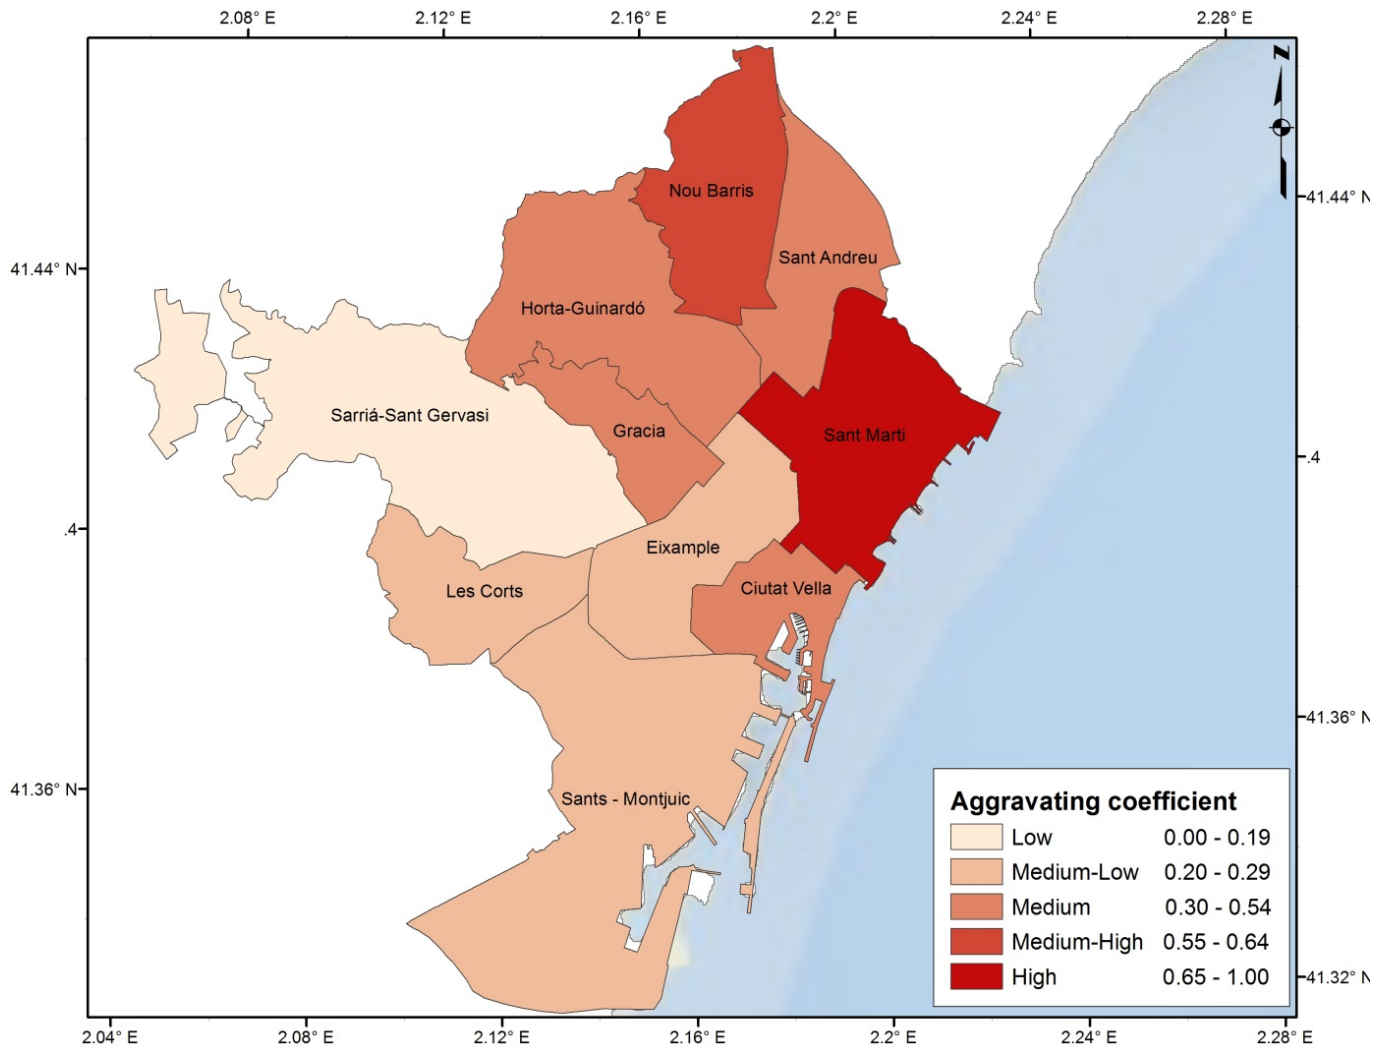 2.08° E 2.12° E 2.16° E 2.2° E 2.24° E 2.28° E
N
Nou Barris
41.44° N
Sant Andreu
41.44° N
Horta-Guinardó
Sarriá-Sant Gervasi
Gracia
Sant Marti
.4
.4
Eixample
Les Corts
Ciutat Vella
41.36° N
41.36° N
Sants - Montjuic
Aggravating coefficient
Low 0.00 - 0.19
Medium-Low 0.20 - 0.29
Medium 0.30 - 0.54
Medium-High 0.55 - 0.64
High 0.65 - 1.00
41.32° N
2.04° E 2.08° E 2.12° E 2.16° E 2.2° E 2.24° E 2.28° E